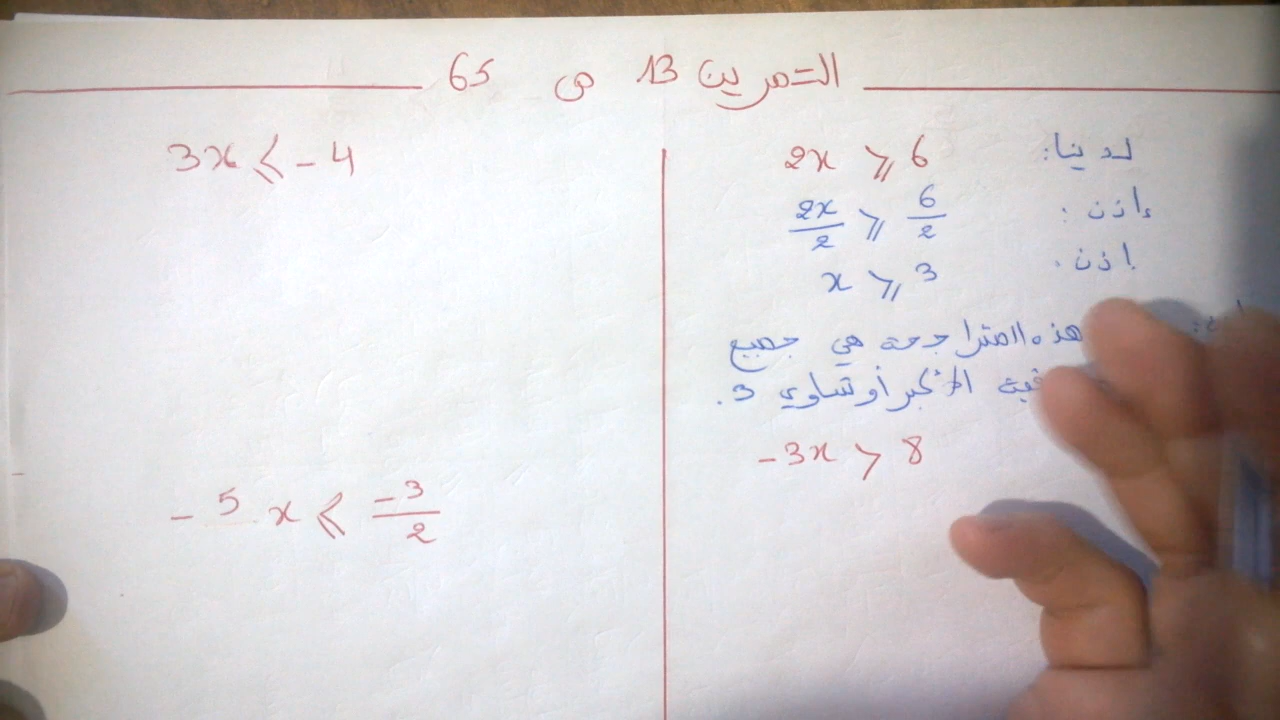 التمرين 13 ص 65
لدينا: 2x ⩾ 6
إذن: 2x/2 ⩾ 6/2
إذن: x ⩾ 3
هذه المتراجحة هي جميع
الأكبر أو تساوي 3.
-3x > 8
3x ⩽ -4
-5x ⩽ -3/2